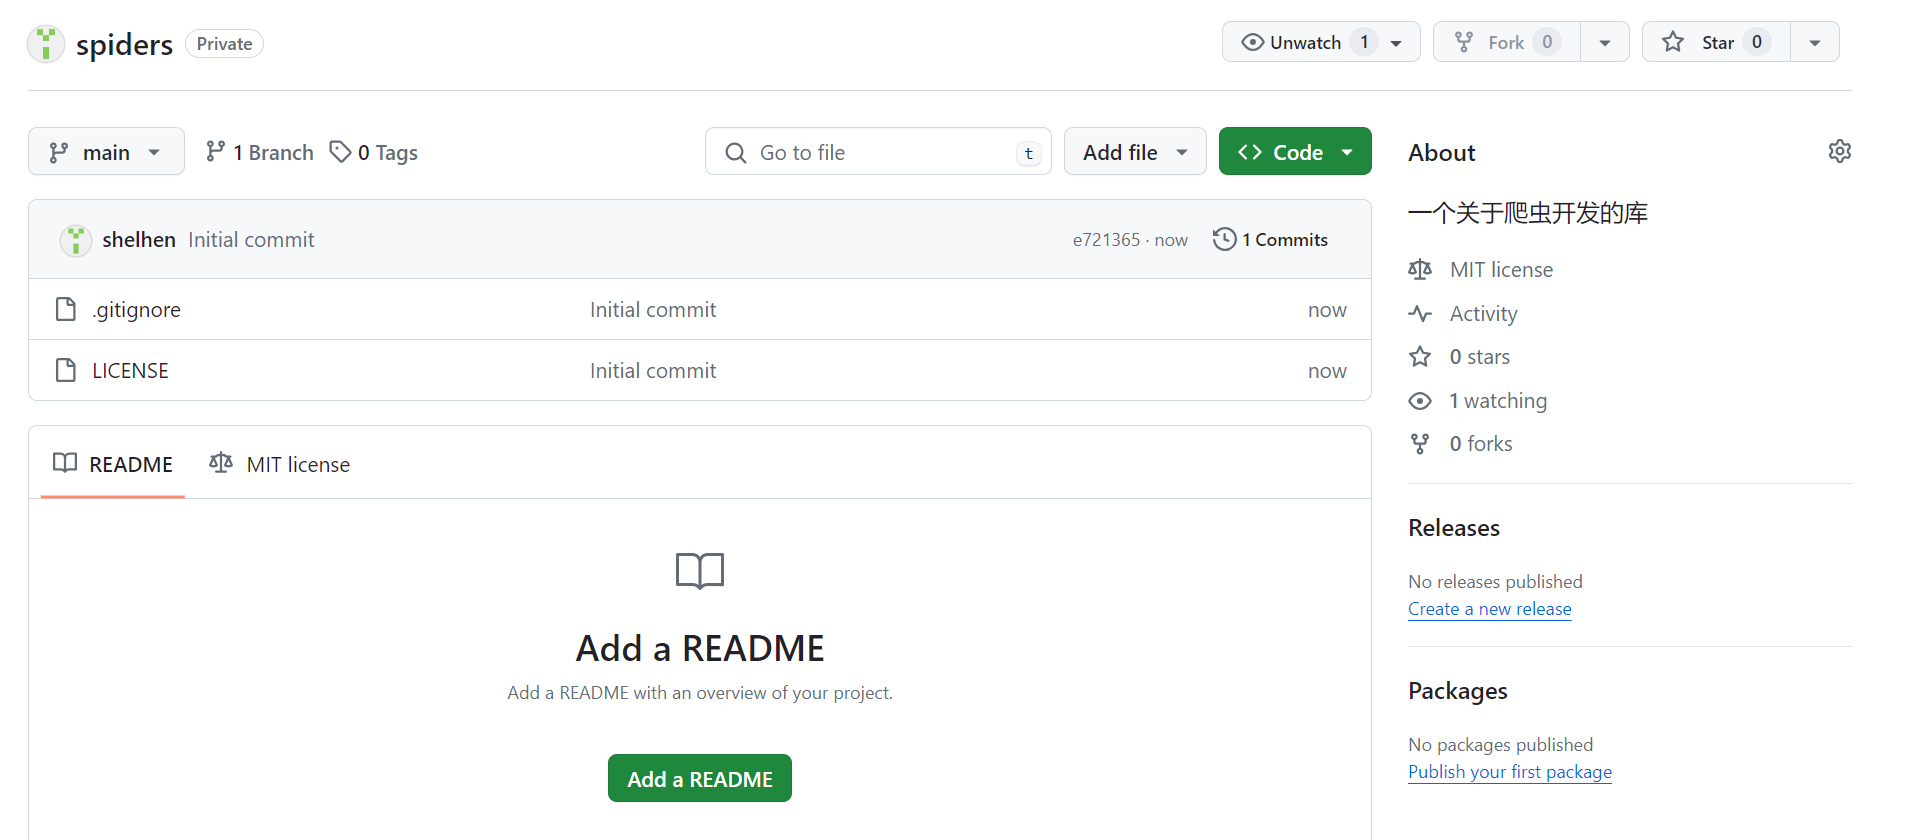 spiders Private Unwatch 1 Fork 0 Star 0
main 1 Branch 0 Tags Go to file t Add file Code
shelhen Initial commit e721365 · now 1 Commits
.gitignore Initial commit now
LICENSE Initial commit now
README MIT license
Add a README
Add a README with an overview of your project.
Add a README
About
一个关于爬虫开发的库
MIT license
Activity
0 stars
1 watching
0 forks
Releases
No releases published
Create a new release
Packages
No packages published
Publish your first package